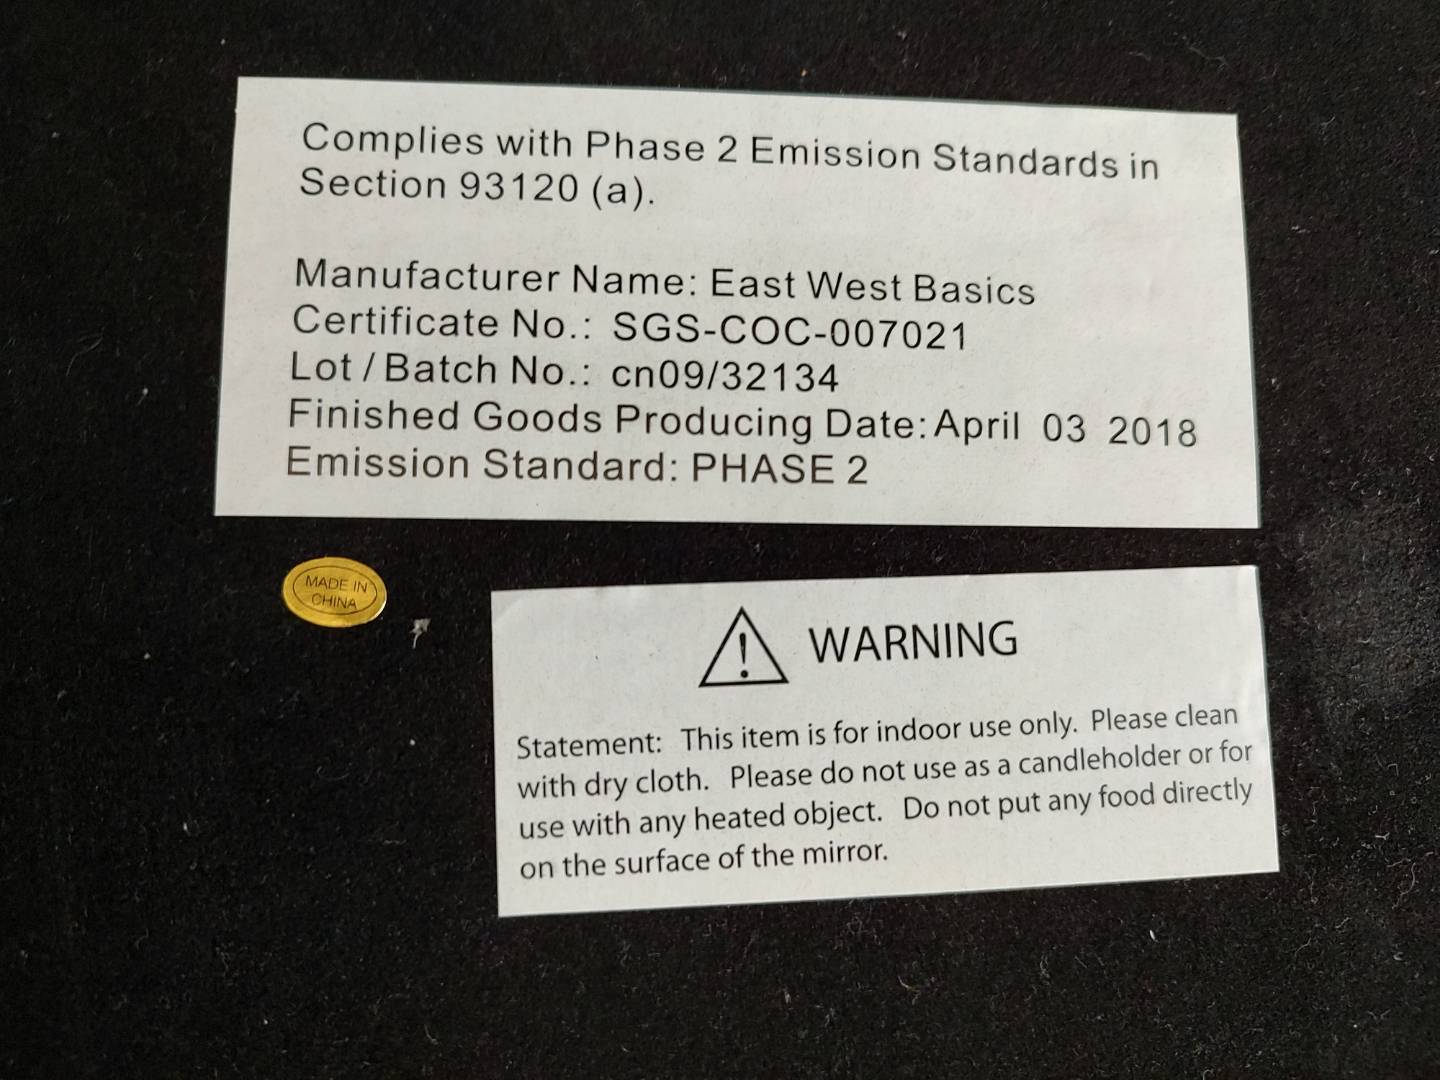 Complies with Phase 2 Emission Standards in
Section 93120 (a).
Manufacturer Name: East West Basics
Certificate No.: SGS-COC-007021
Lot / Batch No.: cn09/32134
Finished Goods Producing Date: April 03 2018
Emission Standard: PHASE 2
MADE IN
CHINA
WARNING
Statement: This item is for indoor use only. Please clean
with dry cloth. Please do not use as a candleholder or for
use with any heated object. Do not put any food directly
on the surface of the mirror.